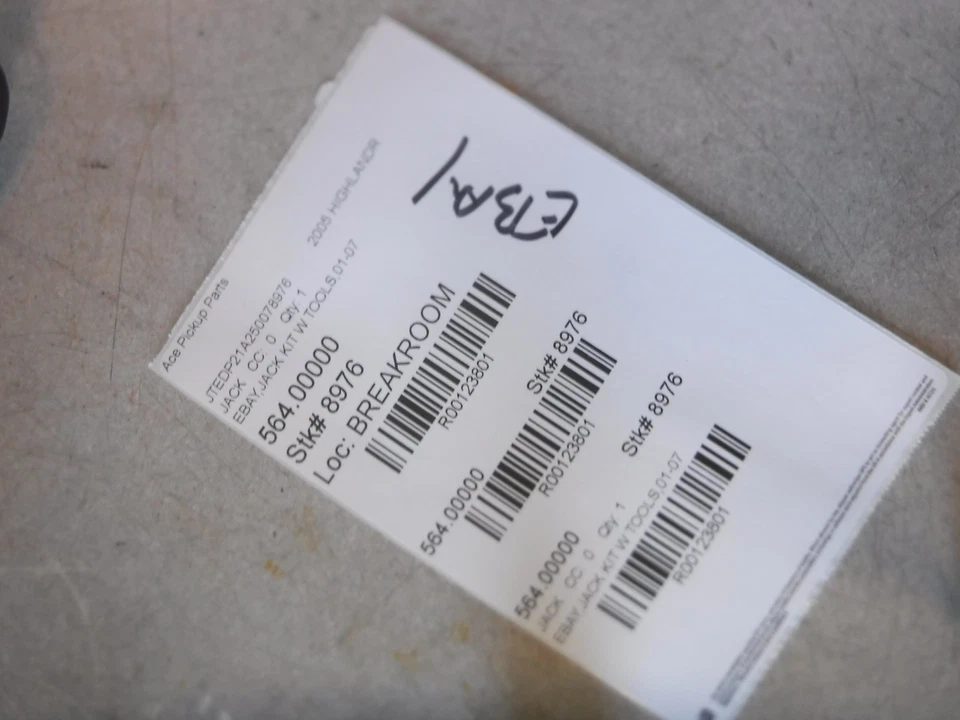 Ace Pickup Parts
JTEDP21A250078976 2005 HIGHLANDR
JACK CC 0 Qty 1
EBAY,JACK KIT W TOOLS,01-07
564.00000
Stk# 8976
Loc: BREAKROOM
R00123801
564.00000 Stk# 8976
R00123801
564.00000 Stk# 8976
JACK CC 0 Qty 1
EBAY,JACK KIT W TOOLS,01-07
R00123801